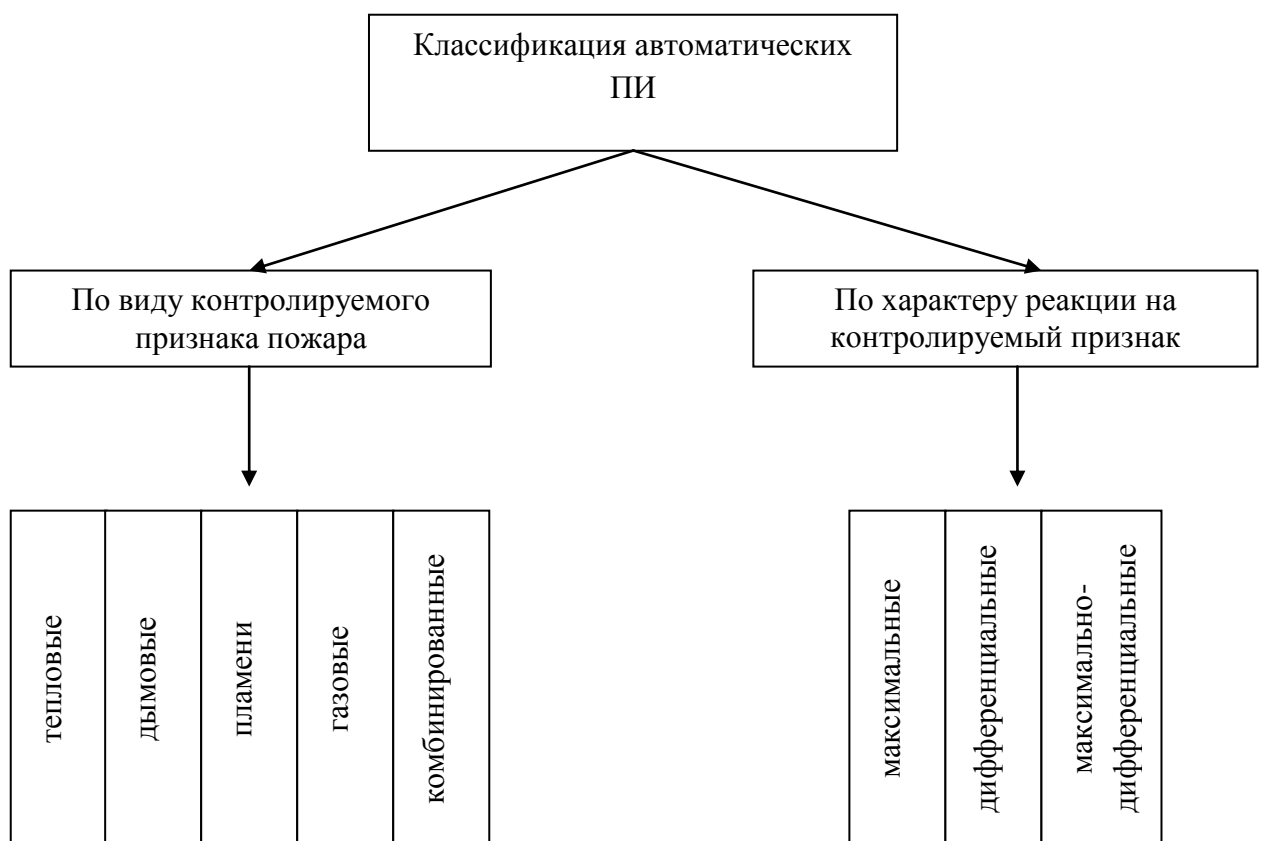 Классификация автоматических
ПИ
По виду контролируемого
признака пожара
По характеру реакции на
контролируемый признак
тепловые
дымовые
пламени
газовые
комбинированные
максимальные
дифференциальные
максимально-
дифференциальные